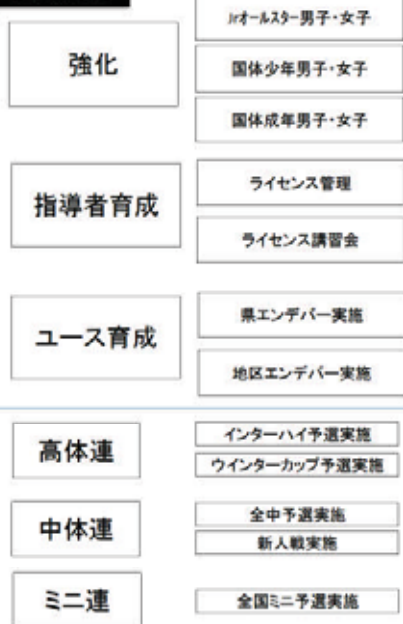 強化
Jrオールスター男子・女子
国体少年男子・女子
国体成年男子・女子
指導者育成
ライセンス管理
ライセンス講習会
ユース育成
県エンデバー実施
地区エンデバー実施
高体連
インターハイ予選実施
ウインターカップ予選実施
中体連
全中予選実施
新人戦実施
ミニ連
全国ミニ予選実施